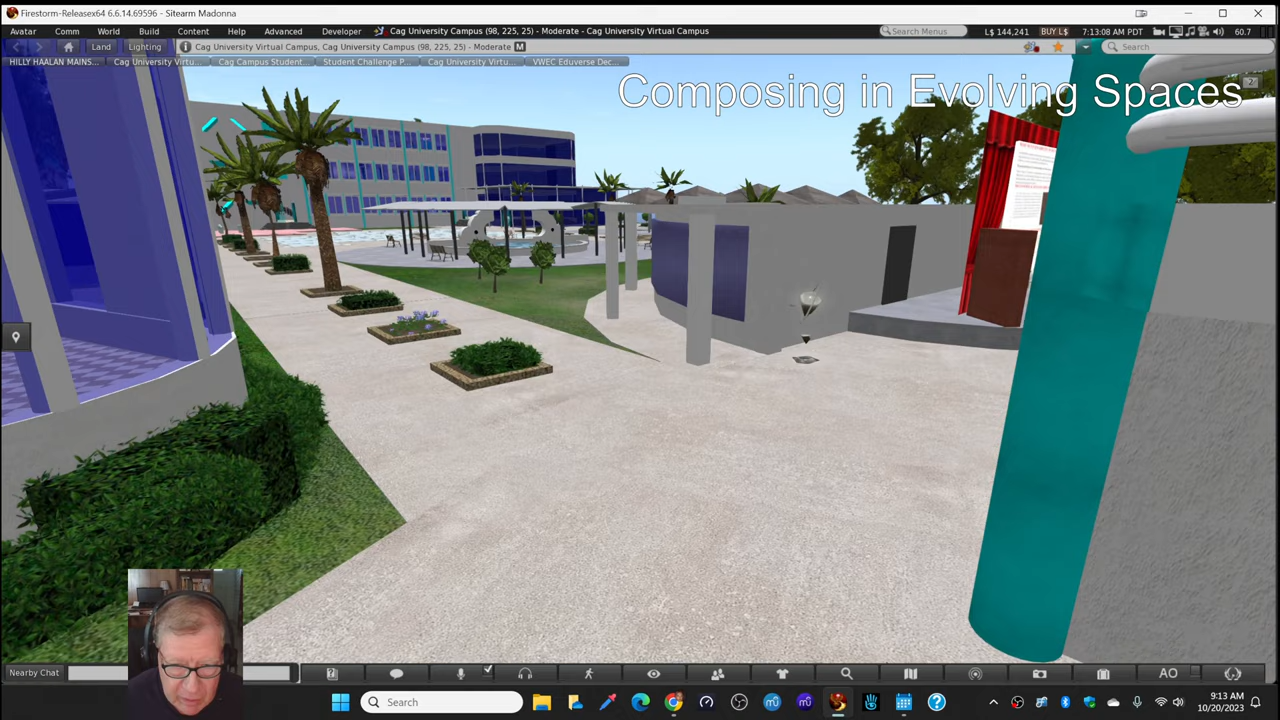 Firestorm-Releasex64 6.6.14.69596 - Sitearm Madonna
Avatar Comm World Build Content Help Advanced Developer Cag University Campus (98, 225, 25) - Moderate - Cag University Virtual Campus Search Menus L$ 144,241 BUY L$ 7:13:08 AM PDT 60.7
Land Lighting Cag University Virtual Campus, Cag University Campus (98, 225, 25) - Moderate M Search
HILLY HAALAN MAINS... Cag University Virtu... Cag Campus Student... Student Challenge P... Cag University Virtu... VWEC Eduverse Dec...
Composing in Evolving Spaces
2
Nearby Chat AO
Search 9:13 AM
10/20/2023